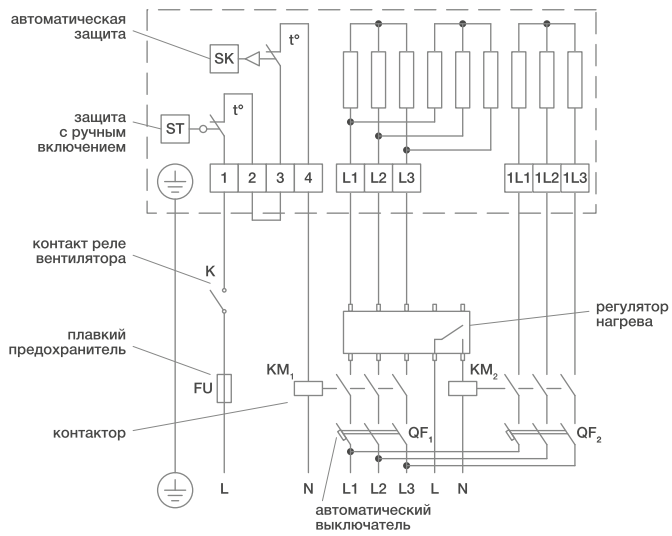 автоматическая
защита
SK
t°
защита
с ручным
включением
ST
t°
1 2 3 4
L1 L2 L3
1L1 1L2 1L3
контакт реле
вентилятора
K
регулятор
нагрева
плавкий
предохранитель
FU
KM1
KM2
контактор
QF1
QF2
L N L1 L2 L3 L N
автоматический
выключатель